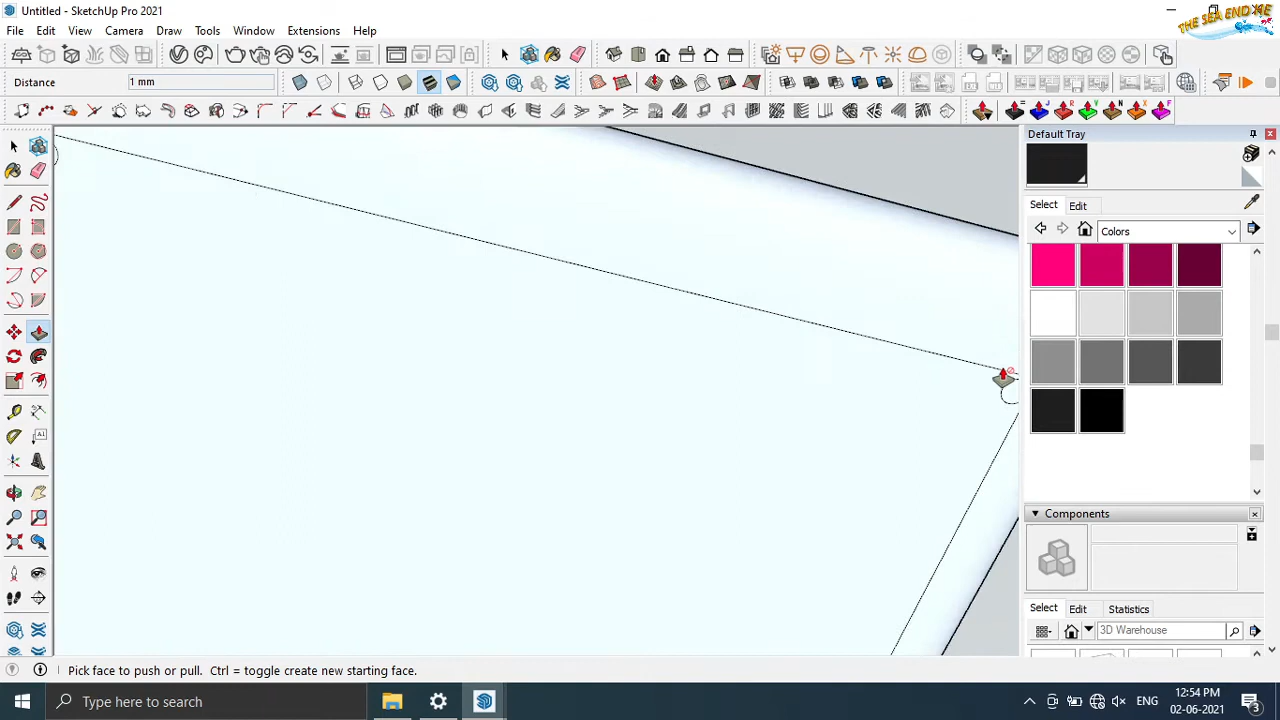 Untitled - SketchUp Pro 2021
THE SEA END ME
File Edit View Camera Draw Tools Window Extensions Help
Distance 1 mm
Default Tray
Select Edit
Colors
Components
Select Edit Statistics
3D Warehouse
Pick face to push or pull. Ctrl = toggle create new starting face.
Type here to search
ENG
12:54 PM
02-06-2021
3